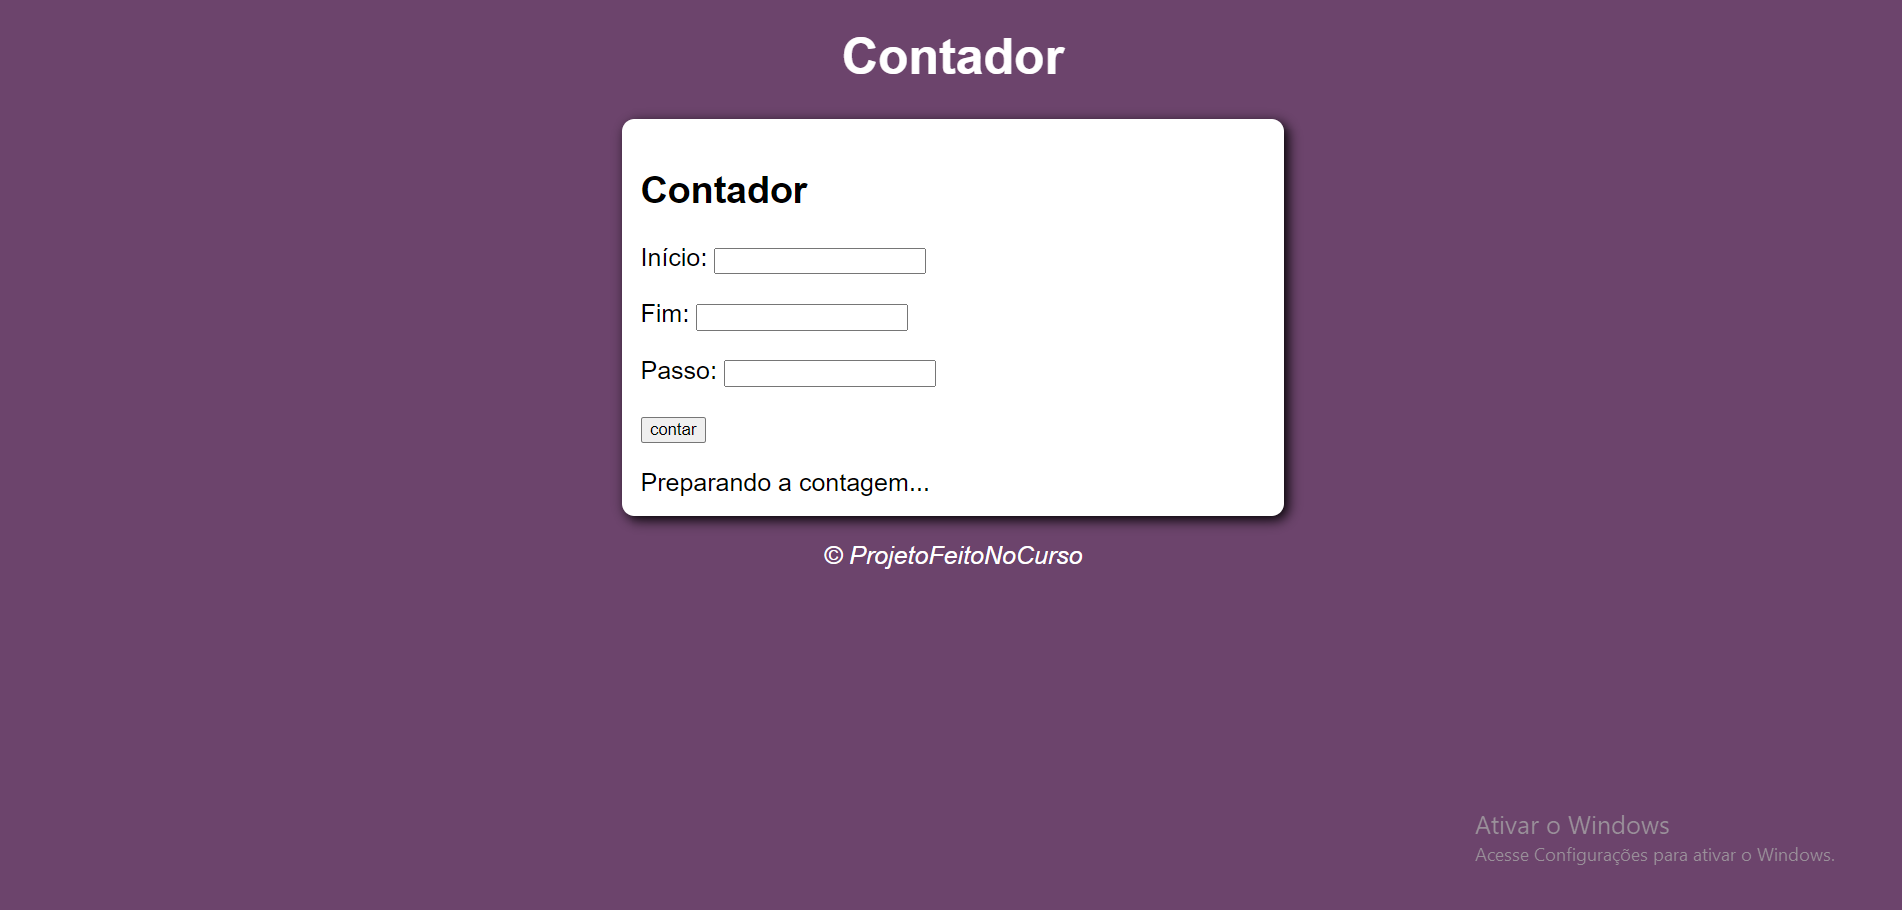 Contador
Contador
Início:
Fim:
Passo:
contar
Preparando a contagem...
© ProjetoFeitoNoCurso
Ativar o Windows
Acesse Configurações para ativar o Windows.